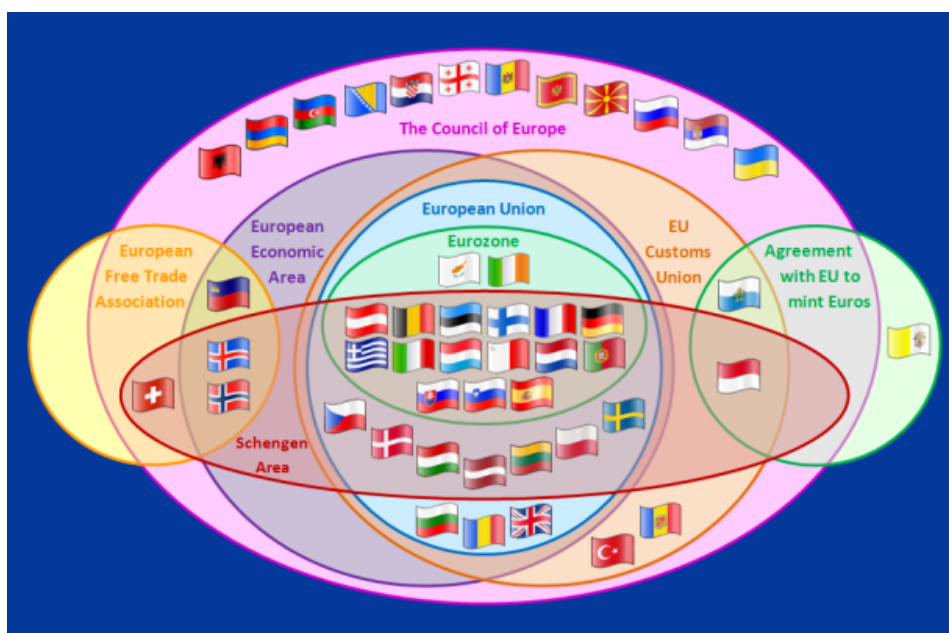 The Council of Europe
European Union
Eurozone
European
Economic
Area
EU
Customs
Union
European
Free Trade
Association
Agreement
with EU to
mint Euros
Schengen
Area